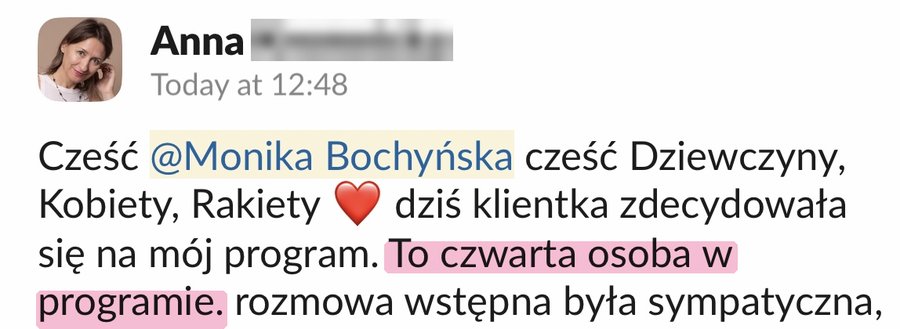 Anna
Today at 12:48
Cześć @Monika Bochyńska cześć Dziewczyny,
Kobiety, Rakiety ❤️ dziś klientka zdecydowała
się na mój program. To czwarta osoba w
programie. rozmowa wstępna była sympatyczna,